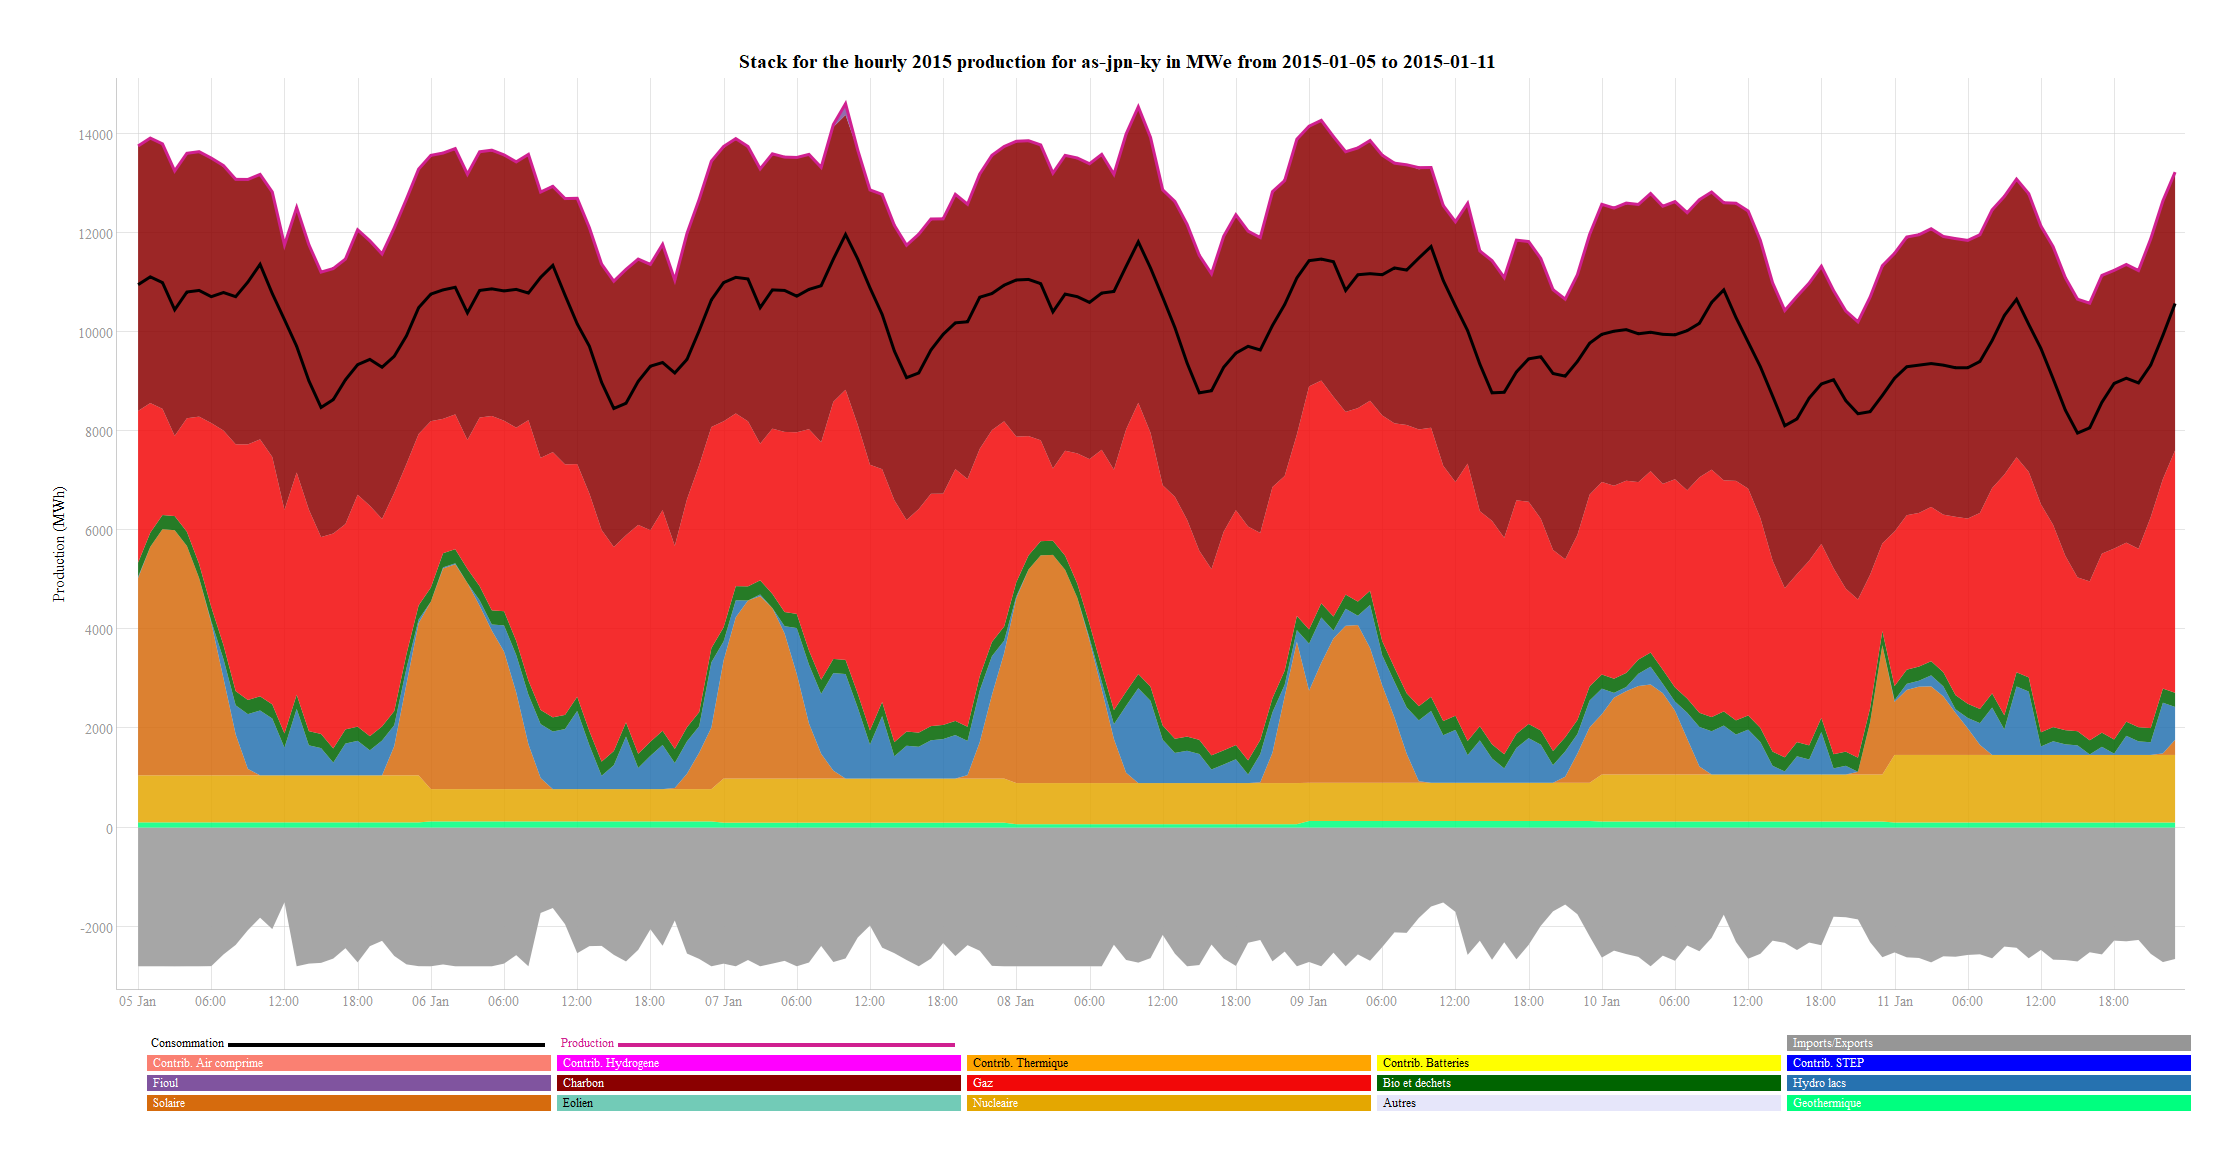 Stack for the hourly 2015 production for as-jpn-ky in MWe from 2015-01-05 to 2015-01-11
14000
12000
10000
8000
6000
4000
2000
0
-2000
Production (MWh)
05 Jan 06:00 12:00 18:00 06 Jan 06:00 12:00 18:00 07 Jan 06:00 12:00 18:00 08 Jan 06:00 12:00 18:00 09 Jan 06:00 12:00 18:00 10 Jan 06:00 12:00 18:00 11 Jan 06:00 12:00 18:00
Consommation Production Imports/Exports
Contrib. Air comprime Contrib. Hydrogene Contrib. Thermique Contrib. Batteries Contrib. STEP
Fioul Charbon Gaz Bio et dechets Hydro lacs
Solaire Eolien Nucleaire Autres Geothermique